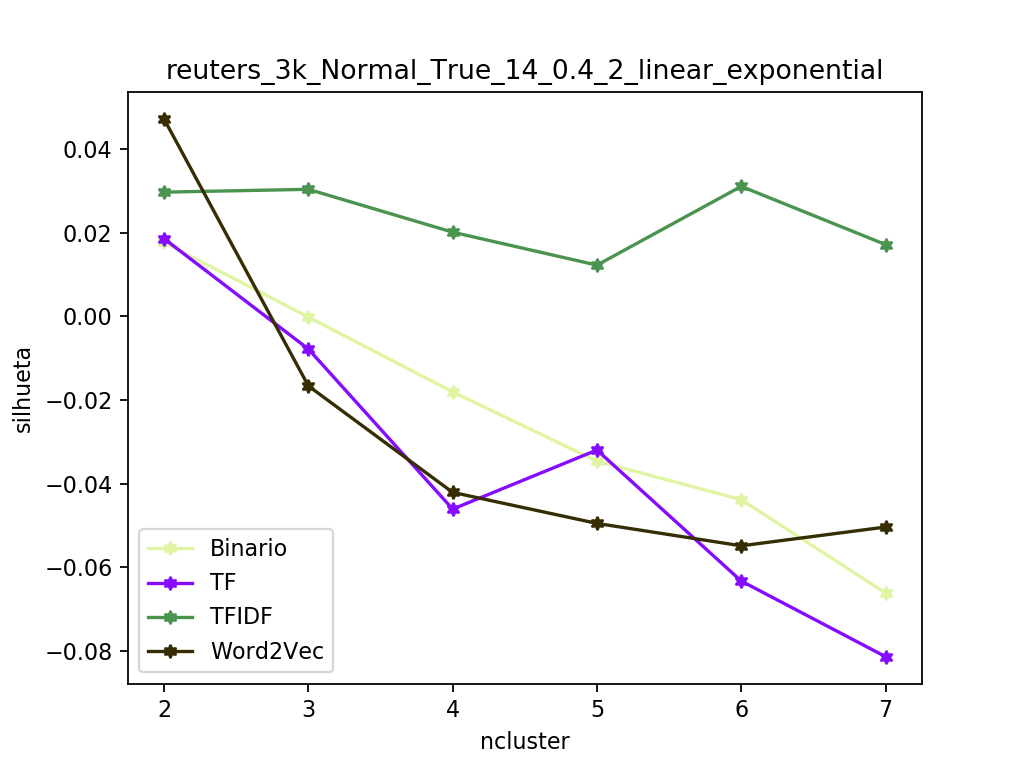 reuters_3k_Normal_True_14_0.4_2_linear_exponential
0.04
0.02
0.00
−0.02
−0.04
−0.06
−0.08
silhueta
Binario
TF
TFIDF
Word2Vec
2 3 4 5 6 7
ncluster